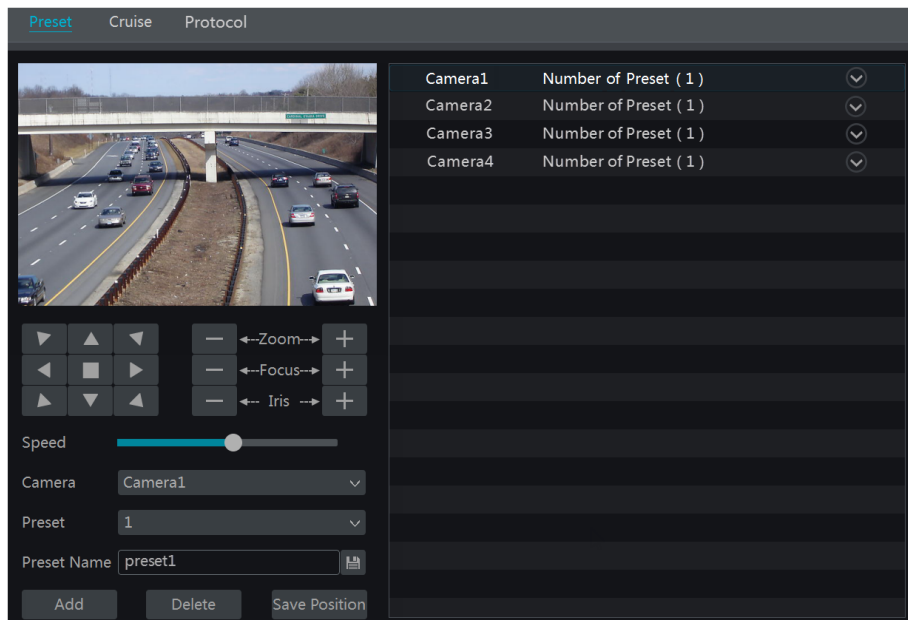 Preset Cruise Protocol
Camera1 Number of Preset ( 1 )
Camera2 Number of Preset ( 1 )
Camera3 Number of Preset ( 1 )
Camera4 Number of Preset ( 1 )
Zoom
Focus
Iris
Speed
Camera Camera1
Preset 1
Preset Name preset1
Add Delete Save Position